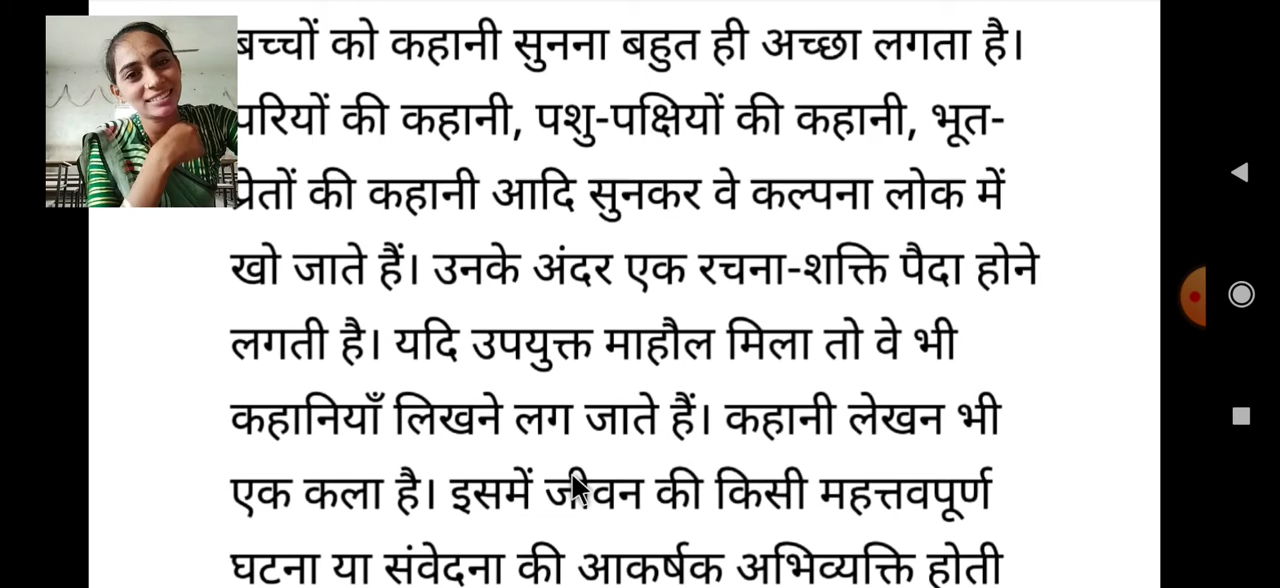 बच्चों को कहानी सुनना बहुत ही अच्छा लगता है।
परियों की कहानी, पशु-पक्षियों की कहानी, भूत-
प्रेतों की कहानी आदि सुनकर वे कल्पना लोक में
खो जाते हैं। उनके अंदर एक रचना-शक्ति पैदा होने
लगती है। यदि उपयुक्त माहौल मिला तो वे भी
कहानियाँ लिखने लग जाते हैं। कहानी लेखन भी
एक कला है। इसमें जीवन की किसी महत्तवपूर्ण
घटना या संवेदना की आकर्षक अभिव्यक्ति होती